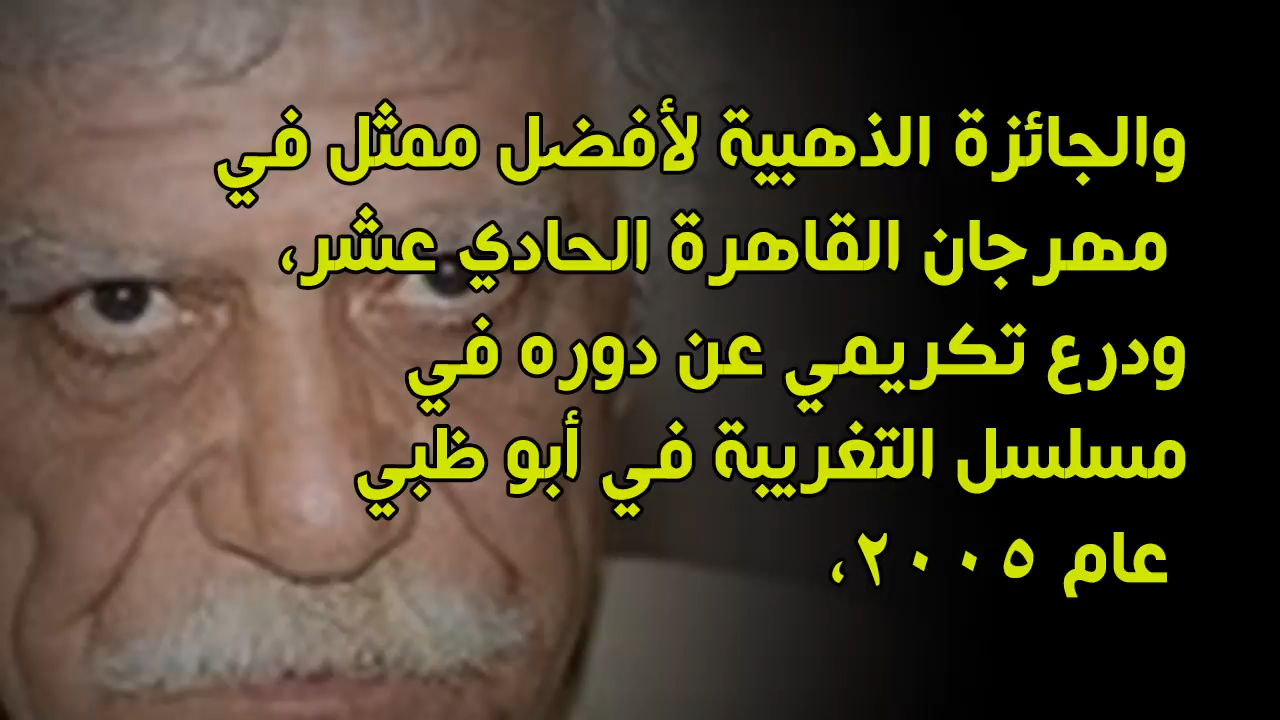 والجائزة الذهبية لأفضل ممثل في
مهرجان القاهرة الحادي عشر،
ودرع تكريمي عن دوره في
مسلسل التغريبة في أبو ظبي
عام ٢٠٠٥،